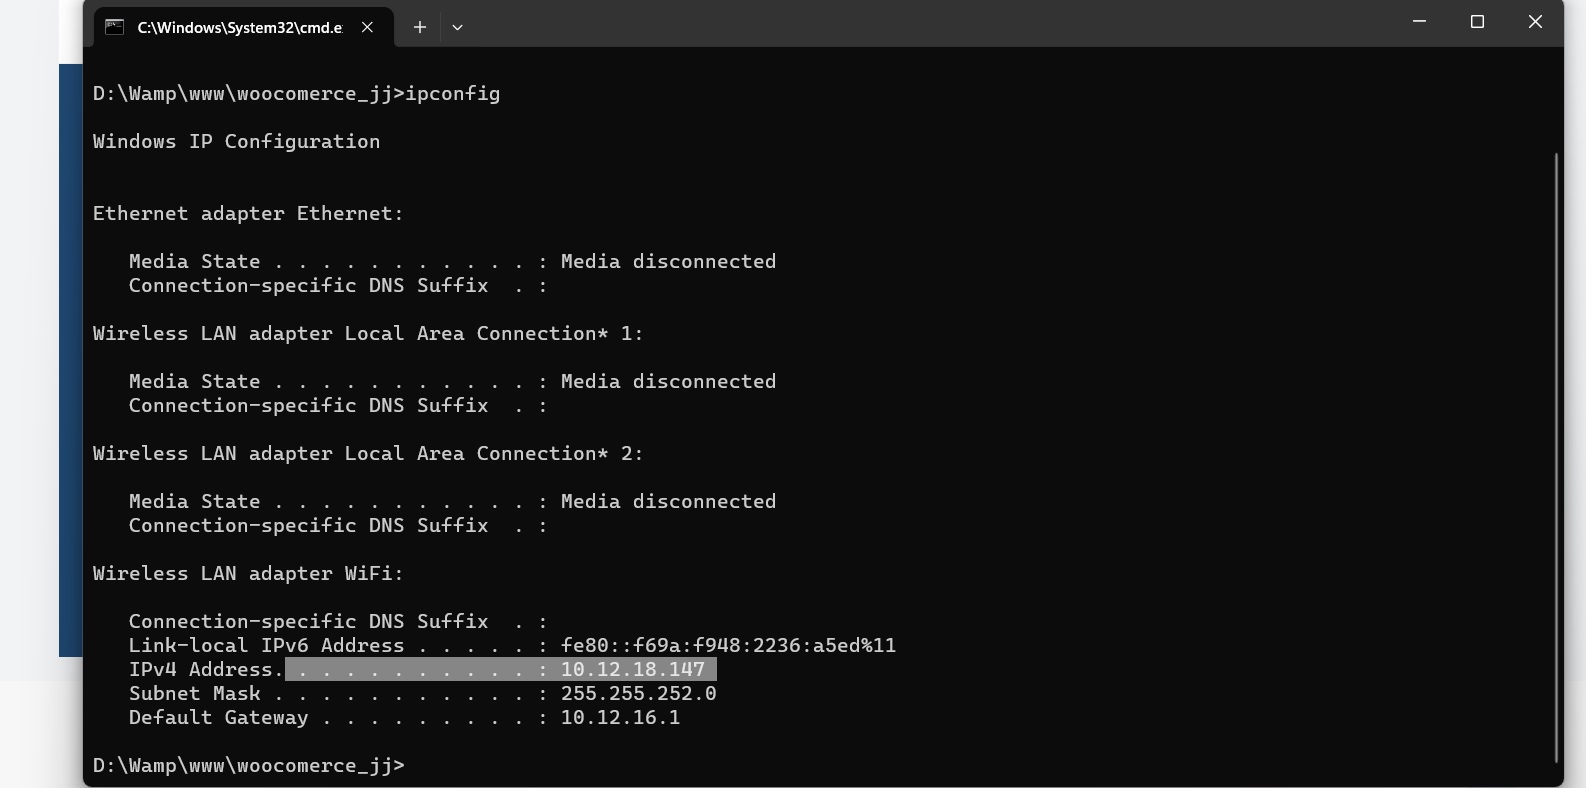 C:\Windows\System32\cmd.e
D:\Wamp\www\woocomerce_jj>ipconfig
Windows IP Configuration
Ethernet adapter Ethernet:
Media State . . . . . . . . . . . : Media disconnected
Connection-specific DNS Suffix  . :
Wireless LAN adapter Local Area Connection* 1:
Media State . . . . . . . . . . . : Media disconnected
Connection-specific DNS Suffix  . :
Wireless LAN adapter Local Area Connection* 2:
Media State . . . . . . . . . . . : Media disconnected
Connection-specific DNS Suffix  . :
Wireless LAN adapter WiFi:
Connection-specific DNS Suffix  . :
Link-local IPv6 Address . . . . . : fe80::f69a:f948:2236:a5ed%11
IPv4 Address. . . . . . . . . . . : 10.12.18.147
Subnet Mask . . . . . . . . . . . : 255.255.252.0
Default Gateway . . . . . . . . . : 10.12.16.1
D:\Wamp\www\woocomerce_jj>